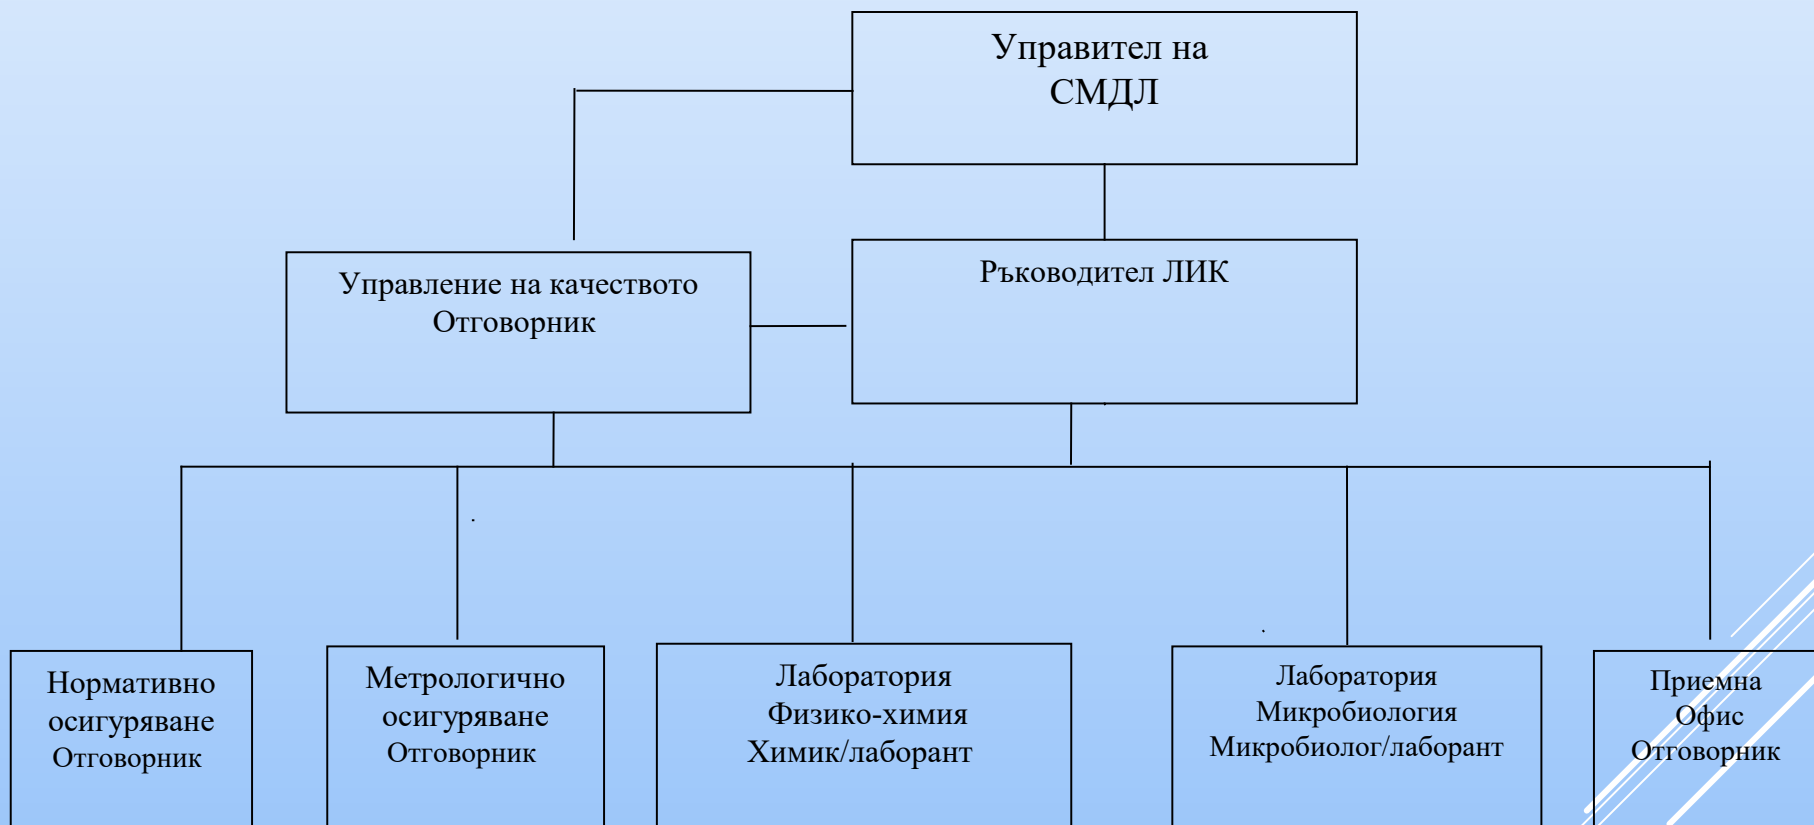 Управител на
СМДЛ
Управление на качеството
Отговорник
Ръководител ЛИК
Нормативно
осигуряване
Отговорник
Метрологично
осигуряване
Отговорник
Лаборатория
Физико-химия
Химик/лаборант
Лаборатория
Микробиология
Микробиолог/лаборант
Приемна
Офис
Отговорник